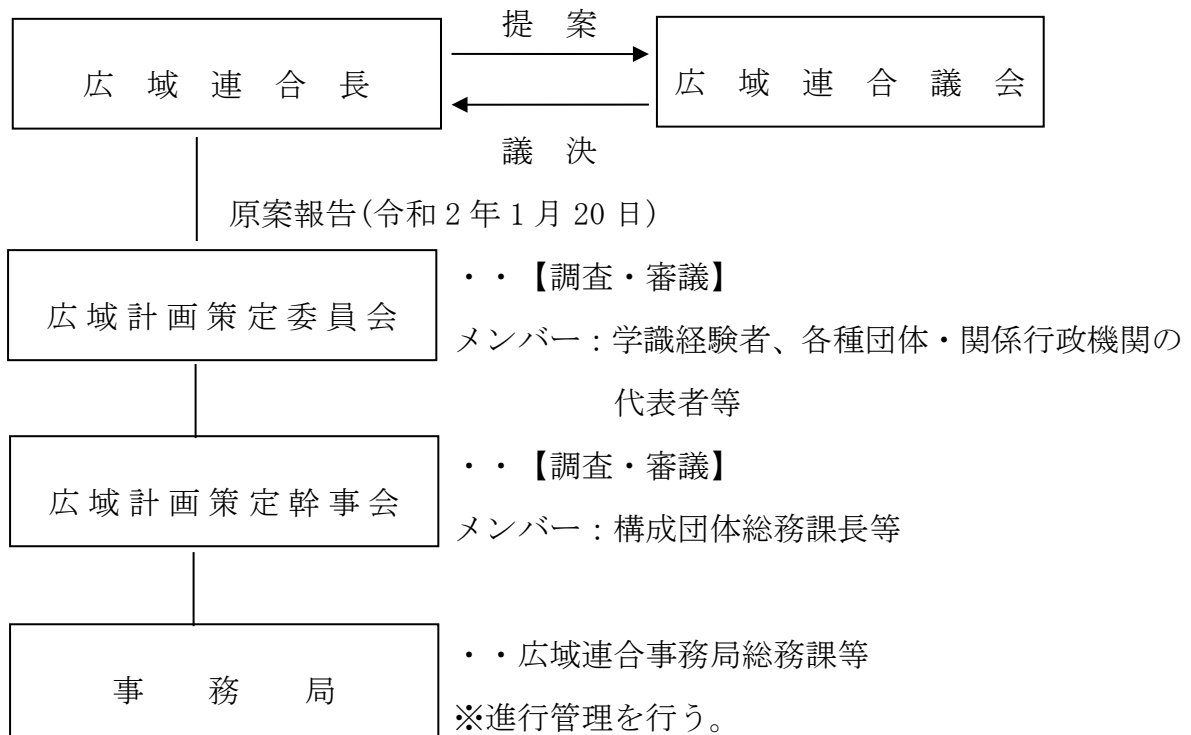 提 案
広 域 連 合 長
広 域 連 合 議 会
議 決
原案報告(令和2年1月20日)
広域計画策定委員会
・・【調査・審議】
メンバー：学識経験者、各種団体・関係行政機関の
代表者等
広域計画策定幹事会
・・【調査・審議】
メンバー：構成団体総務課長等
事 務 局
・・広域連合事務局総務課等
※進行管理を行う。